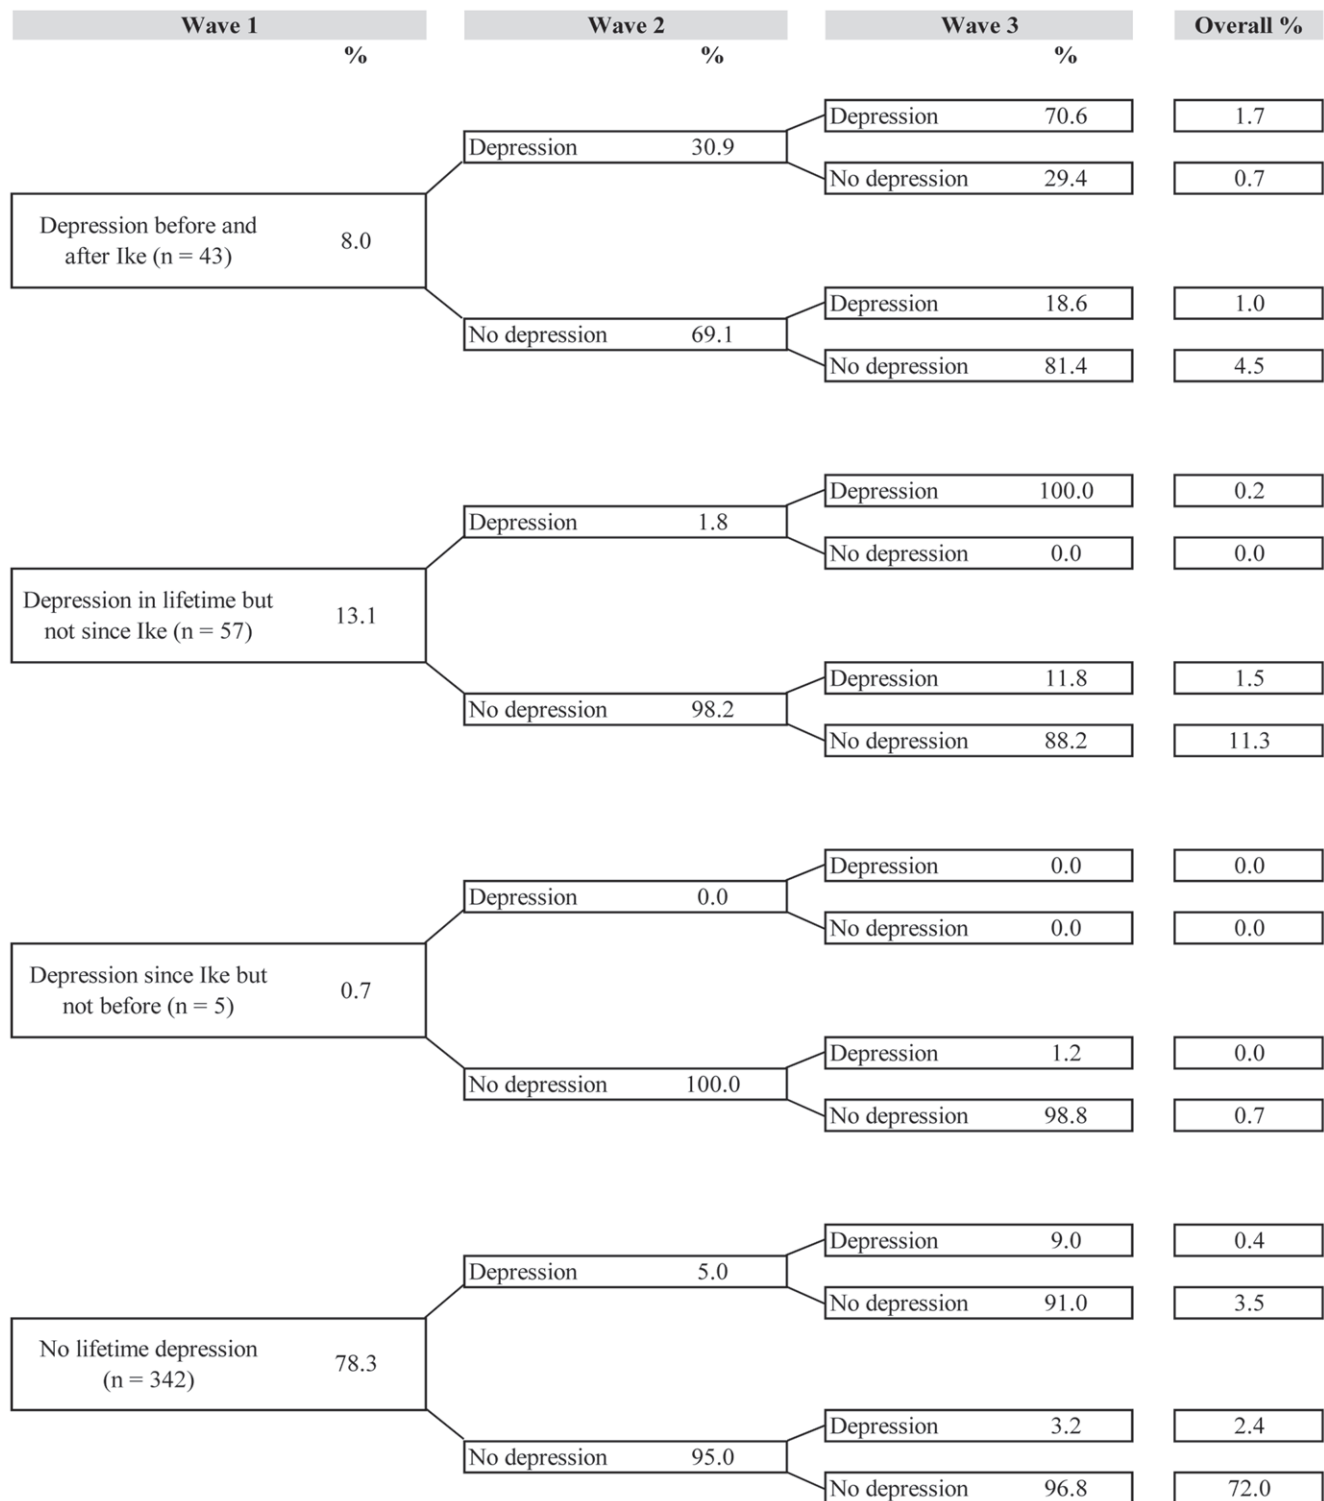 Wave 1 Wave 2 Wave 3 Overall %
% % %
Depression 70.6 1.7
Depression 30.9
No depression 29.4 0.7
Depression before and
after Ike (n = 43) 8.0
Depression 18.6 1.0
No depression 69.1
No depression 81.4 4.5
Depression 100.0 0.2
Depression 1.8
No depression 0.0 0.0
Depression in lifetime but
not since Ike (n = 57) 13.1
Depression 11.8 1.5
No depression 98.2
No depression 88.2 11.3
Depression 0.0 0.0
Depression 0.0
No depression 0.0 0.0
Depression since Ike but
not before (n = 5) 0.7
Depression 1.2 0.0
No depression 100.0
No depression 98.8 0.7
Depression 9.0 0.4
Depression 5.0
No depression 91.0 3.5
No lifetime depression
(n = 342) 78.3
Depression 3.2 2.4
No depression 95.0
No depression 96.8 72.0